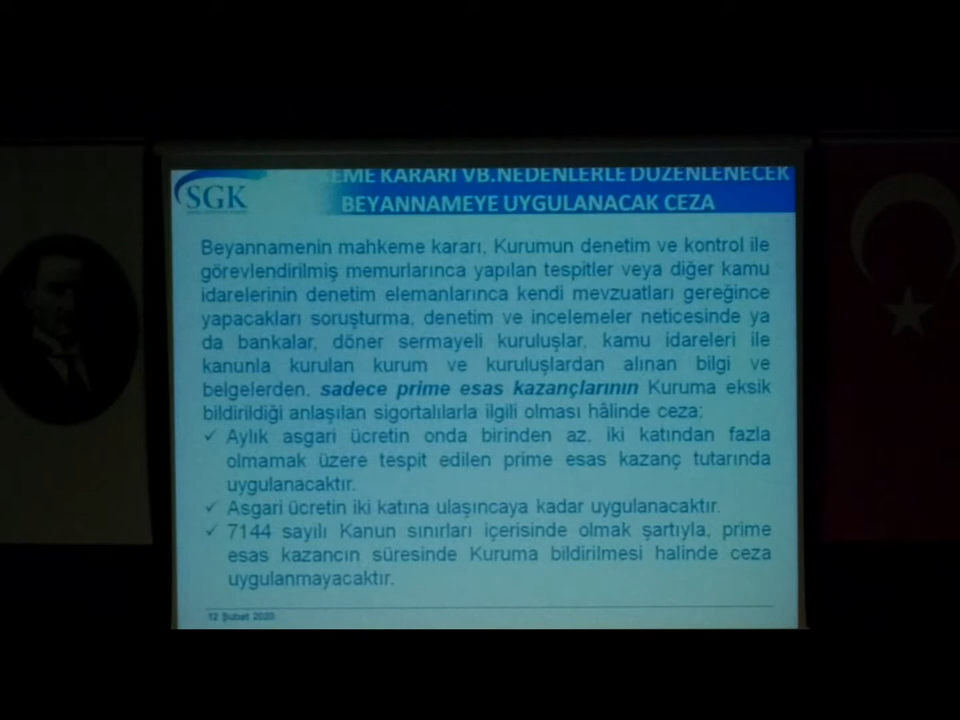 SGK
EME KARARI VB.NEDENLERLE DÜZENLENECEK
BEYANNAMEYE UYGULANACAK CEZA
Beyannamenin mahkeme kararı, Kurumun denetim ve kontrol ile
görevlendirilmiş memurlarınca yapılan tespitler veya diğer kamu
idarelerinin denetim elemanlarınca kendi mevzuatları gereğince
yapacakları soruşturma, denetim ve incelemeler neticesinde ya
da bankalar, döner sermayeli kuruluşlar, kamu idareleri ile
kanunla kurulan kurum ve kuruluşlardan alınan bilgi ve
belgelerden, sadece prime esas kazançlarının Kuruma eksik
bildirildiği anlaşılan sigortalılarla ilgili olması hâlinde ceza;
✓ Aylık asgari ücretin onda birinden az, iki katından fazla
olmamak üzere tespit edilen prime esas kazanç tutarında
uygulanacaktır.
✓ Asgari ücretin iki katına ulaşıncaya kadar uygulanacaktır.
✓ 7144 sayılı Kanun sınırları içerisinde olmak şartıyla, prime
esas kazancın süresinde Kuruma bildirilmesi halinde ceza
uygulanmayacaktır.
12 Şubat 2020